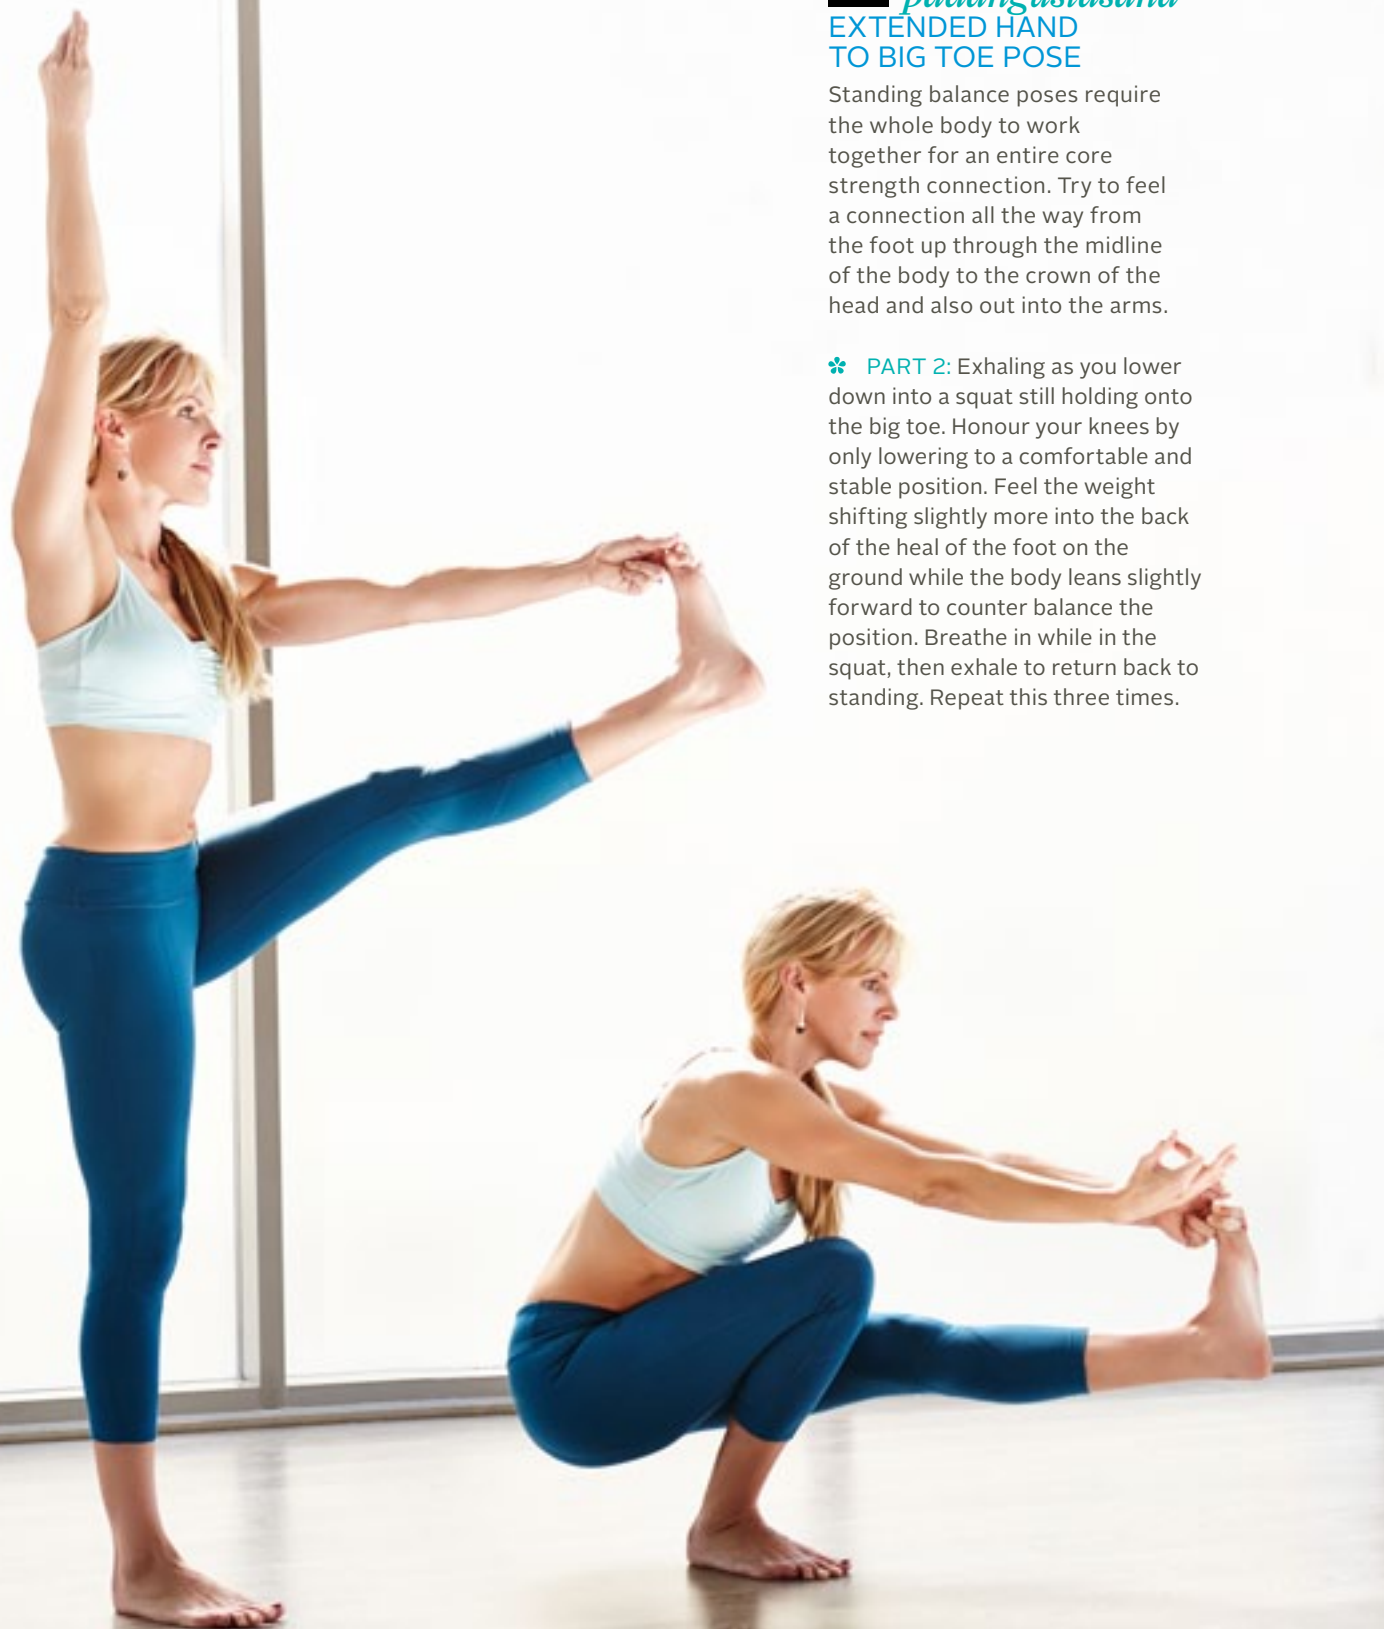 EXTENDED HAND
TO BIG TOE POSE
Standing balance poses require
the whole body to work
together for an entire core
strength connection. Try to feel
a connection all the way from
the foot up through the midline
of the body to the crown of the
head and also out into the arms.
PART 2: Exhaling as you lower
down into a squat still holding onto
the big toe. Honour your knees by
only lowering to a comfortable and
stable position. Feel the weight
shifting slightly more into the back
of the heal of the foot on the
ground while the body leans slightly
forward to counter balance the
position. Breathe in while in the
squat, then exhale to return back to
standing. Repeat this three times.